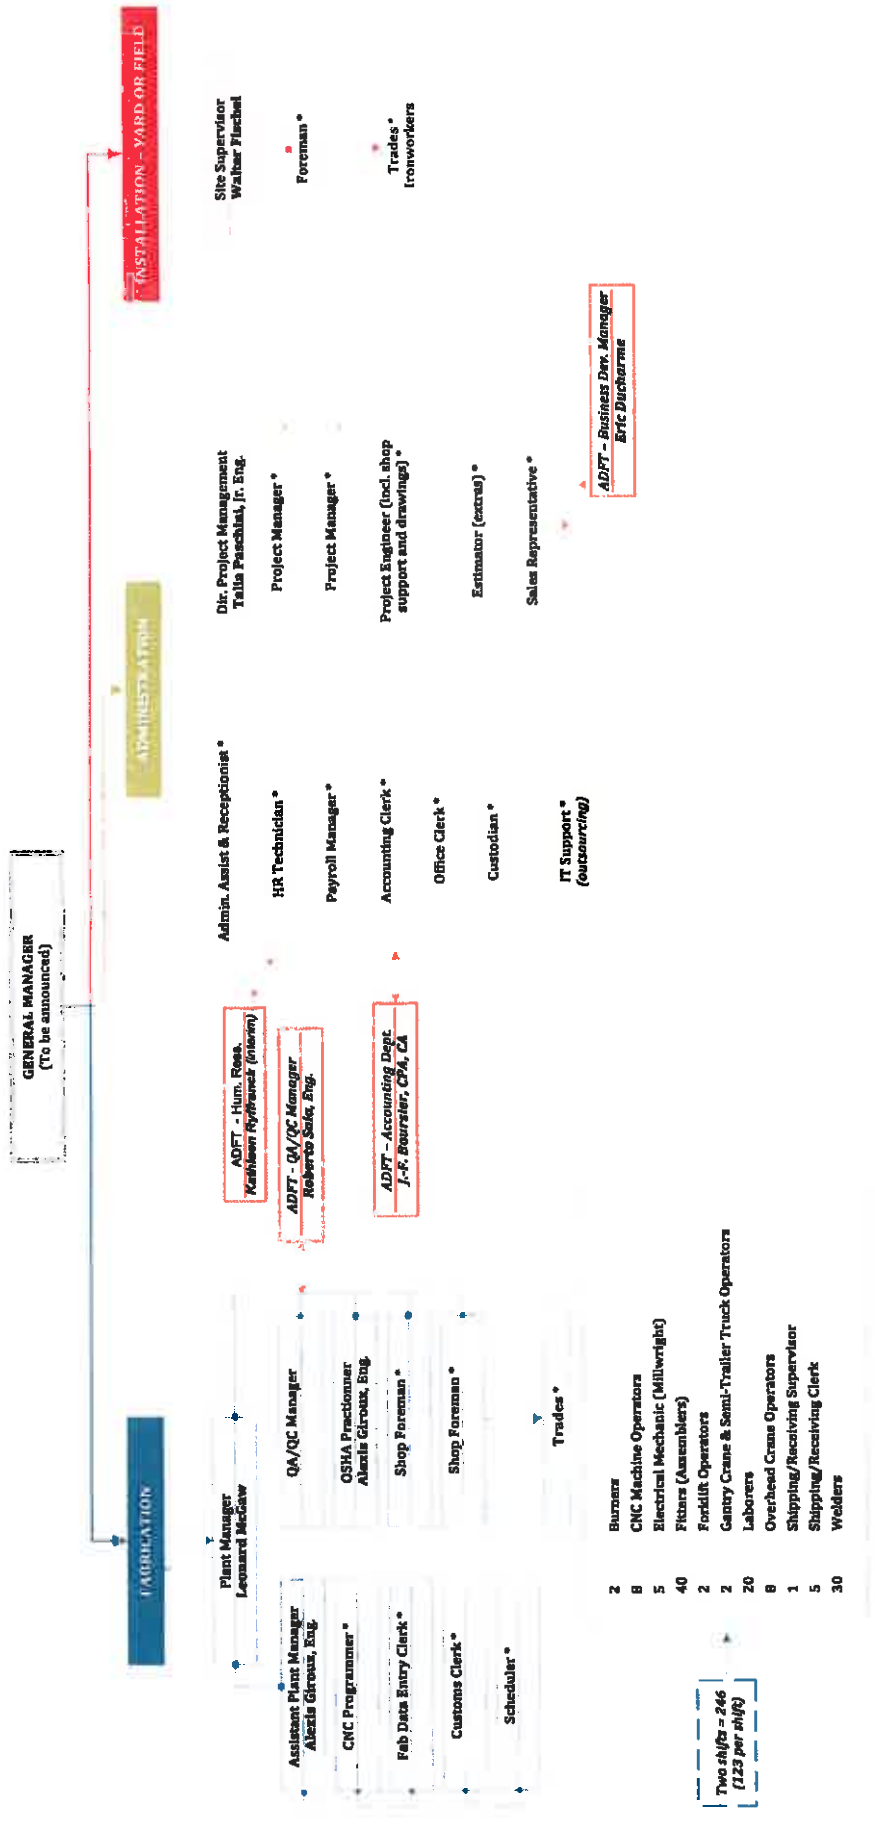 GENERAL MANAGER
(To be announced)
FABRICATION
ADMINISTRATION
INSTALLATION - YARD OR FIELD
Plant Manager
Leonard McGaw
Assistant Plant Manager
Alexis Giroux, Eng.
CNC Programmer *
Fab Data Entry Clerk *
Customs Clerk *
Scheduler *
QA/QC Manager
OSHA Practionner
Alexis Giroux, Eng.
Shop Foreman *
Shop Foreman *
Trades *
2 Burners
8 CNC Machine Operators
5 Electrical Mechanic (Millwright)
40 Fitters (Assemblers)
2 Forklift Operators
2 Gantry Crane & Semi-Trailer Truck Operators
20 Laborers
8 Overhead Crane Operators
1 Shipping/Receiving Supervisor
5 Shipping/Receiving Clerk
30 Welders
Two shifts = 246
(123 per shift)
ADFT - Hum. Ress.
Kathleen Ryffranck (interim)
ADFT - QA/QC Manager
Roberto Sala, Eng.
ADFT - Accounting Dept.
J.-F. Boursier, CPA, CA
Admin. Assist & Receptionist *
HR Technician *
Payroll Manager *
Accounting Clerk *
Office Clerk *
Custodian *
IT Support *
(outsourcing)
Dir. Project Management
Talia Paschini, Jr. Eng.
Project Manager *
Project Manager *
Project Engineer (incl. shop
support and drawings) *
Estimator (extras) *
Sales Representative *
ADFT - Business Dev. Manager
Eric Ducharme
Site Supervisor
Walter Fischel
Foreman *
Trades *
Ironworkers